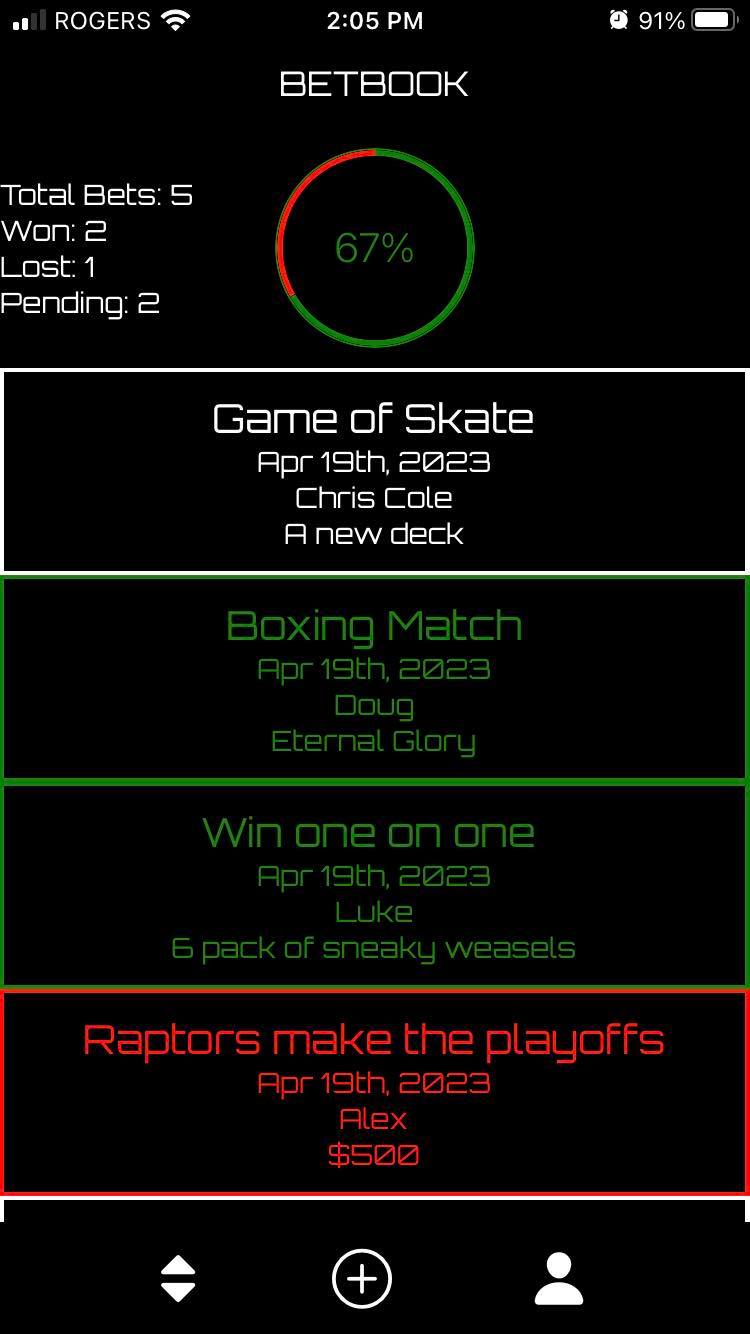 ROGERS 2:05 PM 91%
BETBOOK
Total Bets: 5
Won: 2
Lost: 1
Pending: 2
67%
Game of Skate
Apr 19th, 2023
Chris Cole
A new deck
Boxing Match
Apr 19th, 2023
Doug
Eternal Glory
Win one on one
Apr 19th, 2023
Luke
6 pack of sneaky weasels
Raptors make the playoffs
Apr 19th, 2023
Alex
$500